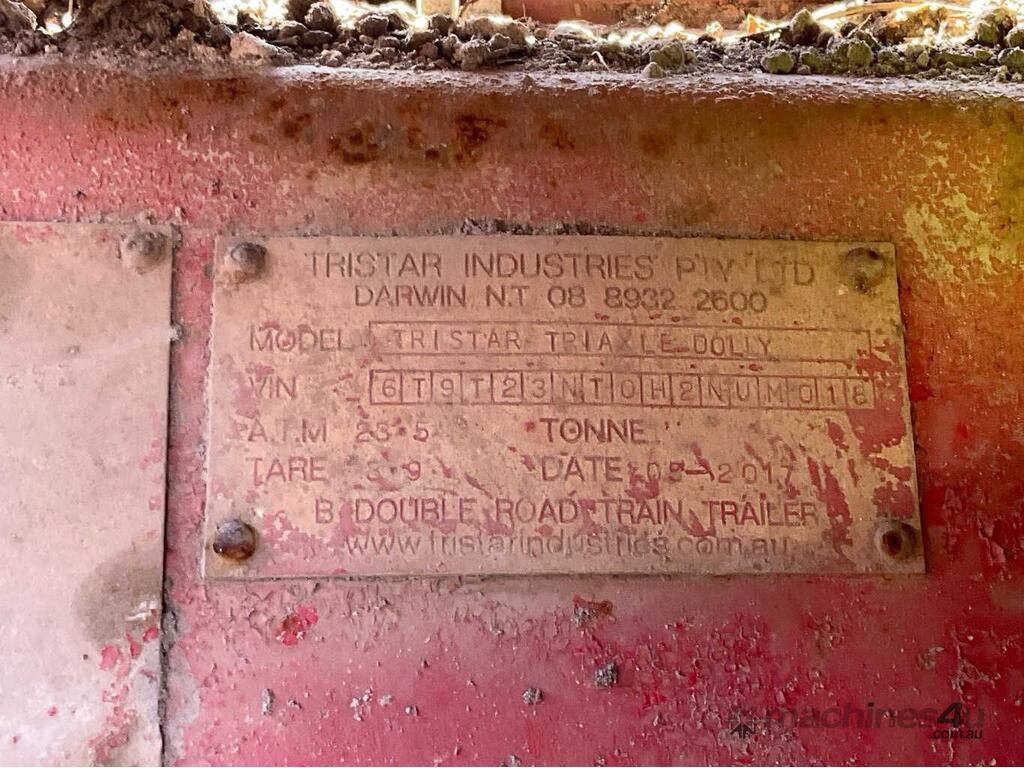 TRISTAR INDUSTRIES PTY LTD
DARWIN N.T 08 8932 2600
MODEL TRISTAR TRIAXLE DOLLY
VIN 6T9T23NT0H2NUM018
A.T.M 23.5 TONNE
TARE 3.9 DATE 2017
B DOUBLE ROAD TRAIN TRAILER
www.tristarindustries.com.au
machines4u
.com.au